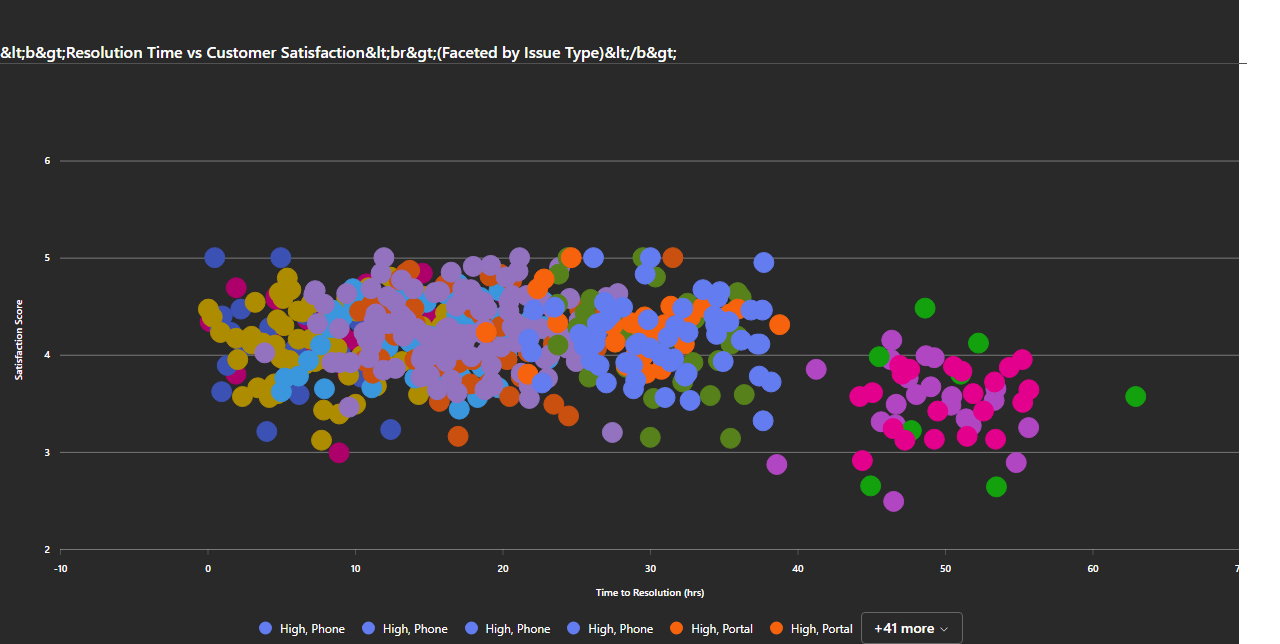 &lt;b&gt;Resolution Time vs Customer Satisfaction&lt;br&gt;(Faceted by Issue Type)&lt;/b&gt;
6
5
4
3
2
Satisfaction Score
-10 0 10 20 30 40 50 60 7
Time to Resolution (hrs)
High, Phone High, Phone High, Phone High, Phone High, Portal High, Portal +41 more